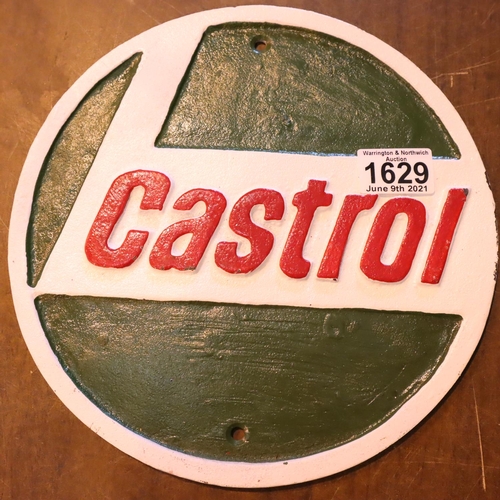 Warrington & Northwich
Auction
1629
June 9th 2021
Castrol